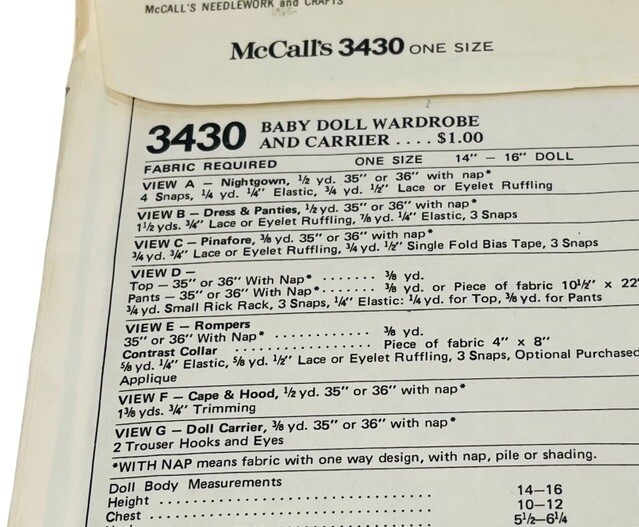 McCALL'S NEEDLEWORK and CRAFTS
McCall's 3430 ONE SIZE
3430 BABY DOLL WARDROBE
AND CARRIER .... $1.00
FABRIC REQUIRED ONE SIZE 14" — 16" DOLL
VIEW A — Nightgown, ½ yd. 35" or 36" with nap*
4 Snaps, ¼ yd. ¼" Elastic, ¾ yd. ½" Lace or Eyelet Ruffling
VIEW B — Dress & Panties, ½ yd. 35" or 36" with nap*
1½ yds. ¾" Lace or Eyelet Ruffling, ⅞ yd. ¼" Elastic, 3 Snaps
VIEW C — Pinafore, ⅜ yd. 35" or 36" with nap*
¾ yd. ¾" Lace or Eyelet Ruffling, ¾ yd. ½" Single Fold Bias Tape, 3 Snaps
VIEW D —
Top — 35" or 36" With Nap* ....... ⅜ yd.
Pants — 35" or 36" With Nap* ....... ⅜ yd. or Piece of fabric 10½" x 22"
¾ yd. Small Rick Rack, 3 Snaps, ¼" Elastic: ¼ yd. for Top, ⅜ yd. for Pants
VIEW E — Rompers
35" or 36" With Nap* ............ ⅜ yd.
Contrast Collar ................. Piece of fabric 4" x 8"
⅝ yd. ¼" Elastic, ⅝ yd. ½" Lace or Eyelet Ruffling, 3 Snaps, Optional Purchased
Applique
VIEW F — Cape & Hood, ½ yd. 35" or 36" with nap*
1⅜ yds. ¾" Trimming
VIEW G — Doll Carrier, ⅜ yd. 35" or 36" with nap*
2 Trouser Hooks and Eyes
*WITH NAP means fabric with one way design, with nap, pile or shading.
Doll Body Measurements
Height ........................ 14—16
Chest ........................ 10—12
5½—6¼